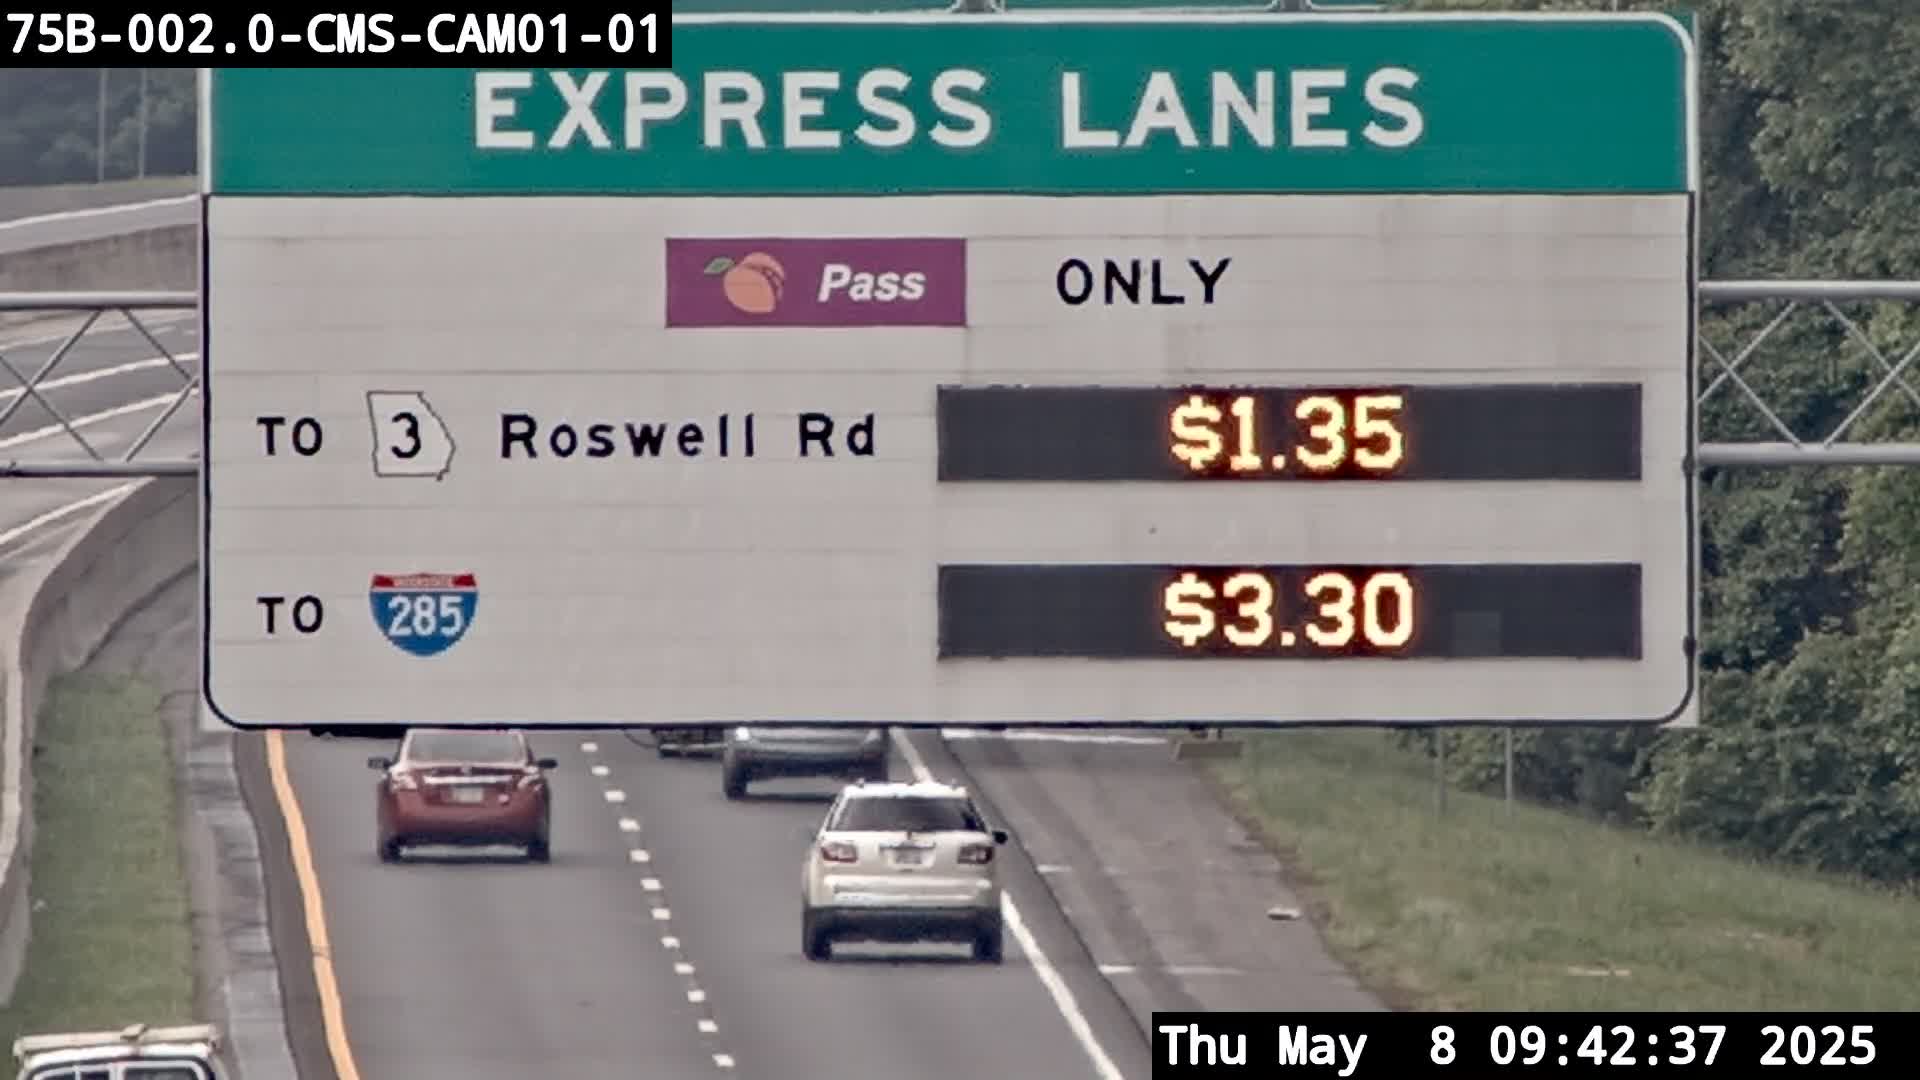 75B-002.0-CMS-CAM01-01
EXPRESS LANES
Pass ONLY
TO 3 Roswell Rd $1.35
TO INTERSTATE 285 $3.30
Thu May 8 09:42:37 2025